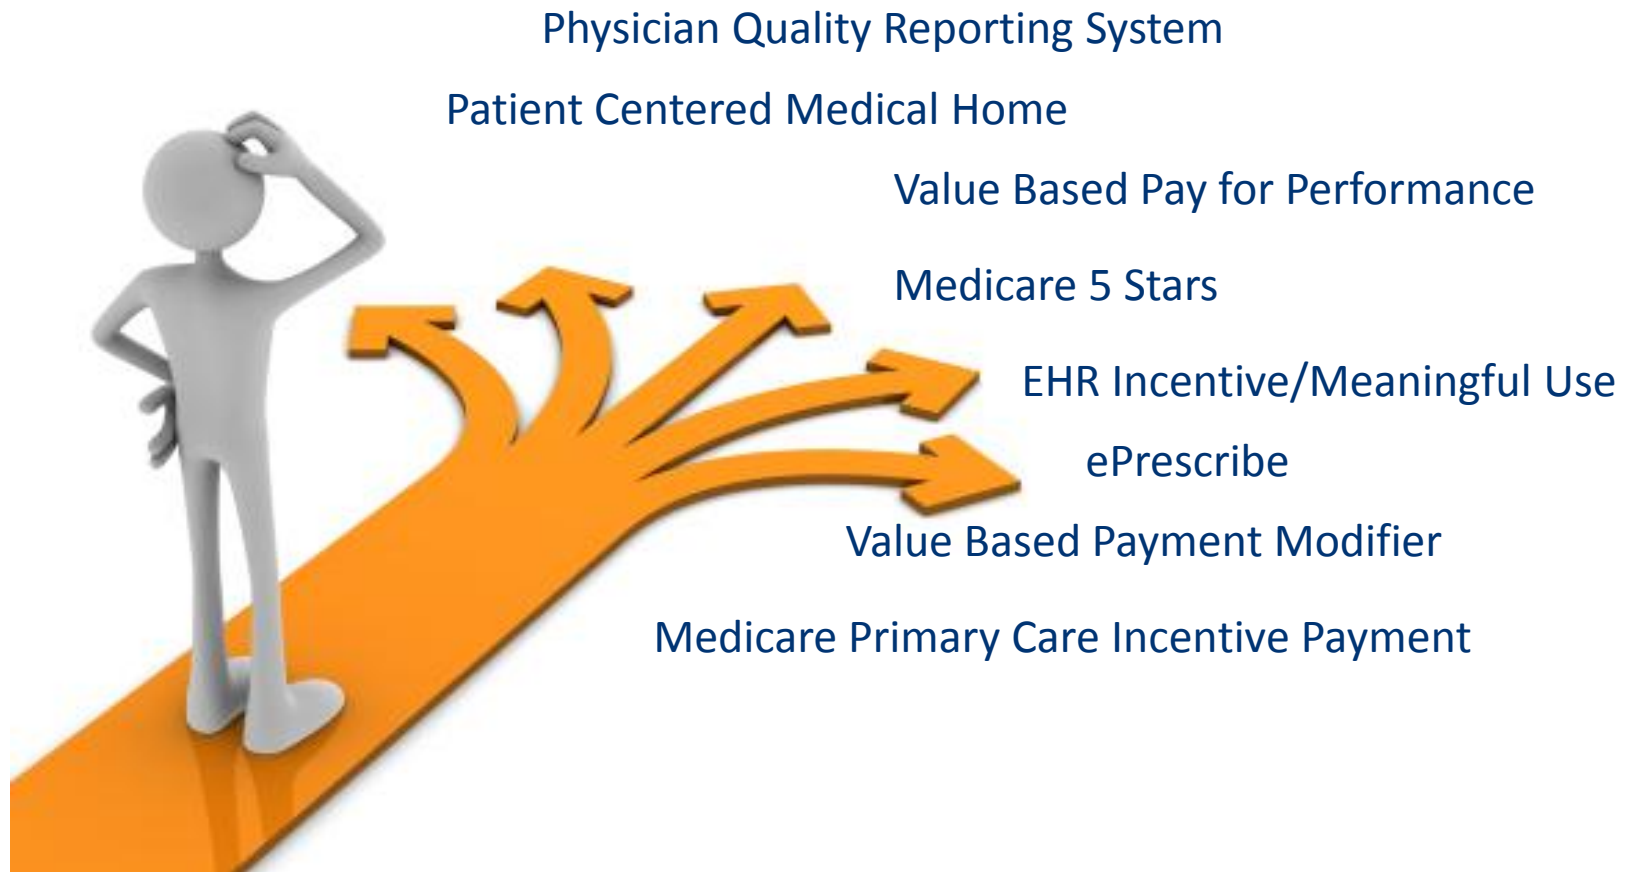 Physician Quality Reporting System
Patient Centered Medical Home
Value Based Pay for Performance
Medicare 5 Stars
EHR Incentive/Meaningful Use
ePrescribe
Value Based Payment Modifier
Medicare Primary Care Incentive Payment